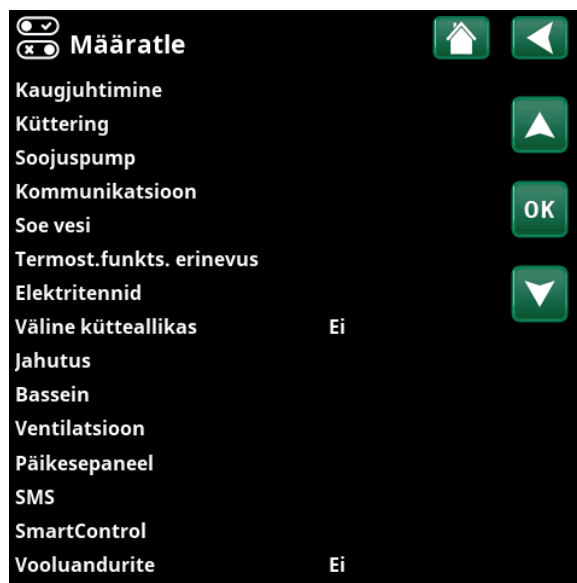 Määratle
Kaugjuhtimine
Küttering
Soojuspump
Kommunikatsioon
OK
Soe vesi
Termost.funkts. erinevus
Elektritennid
Väline kütteallikas Ei
Jahutus
Bassein
Ventilatsioon
Päikesepaneel
SMS
SmartControl
Vooluandurite Ei